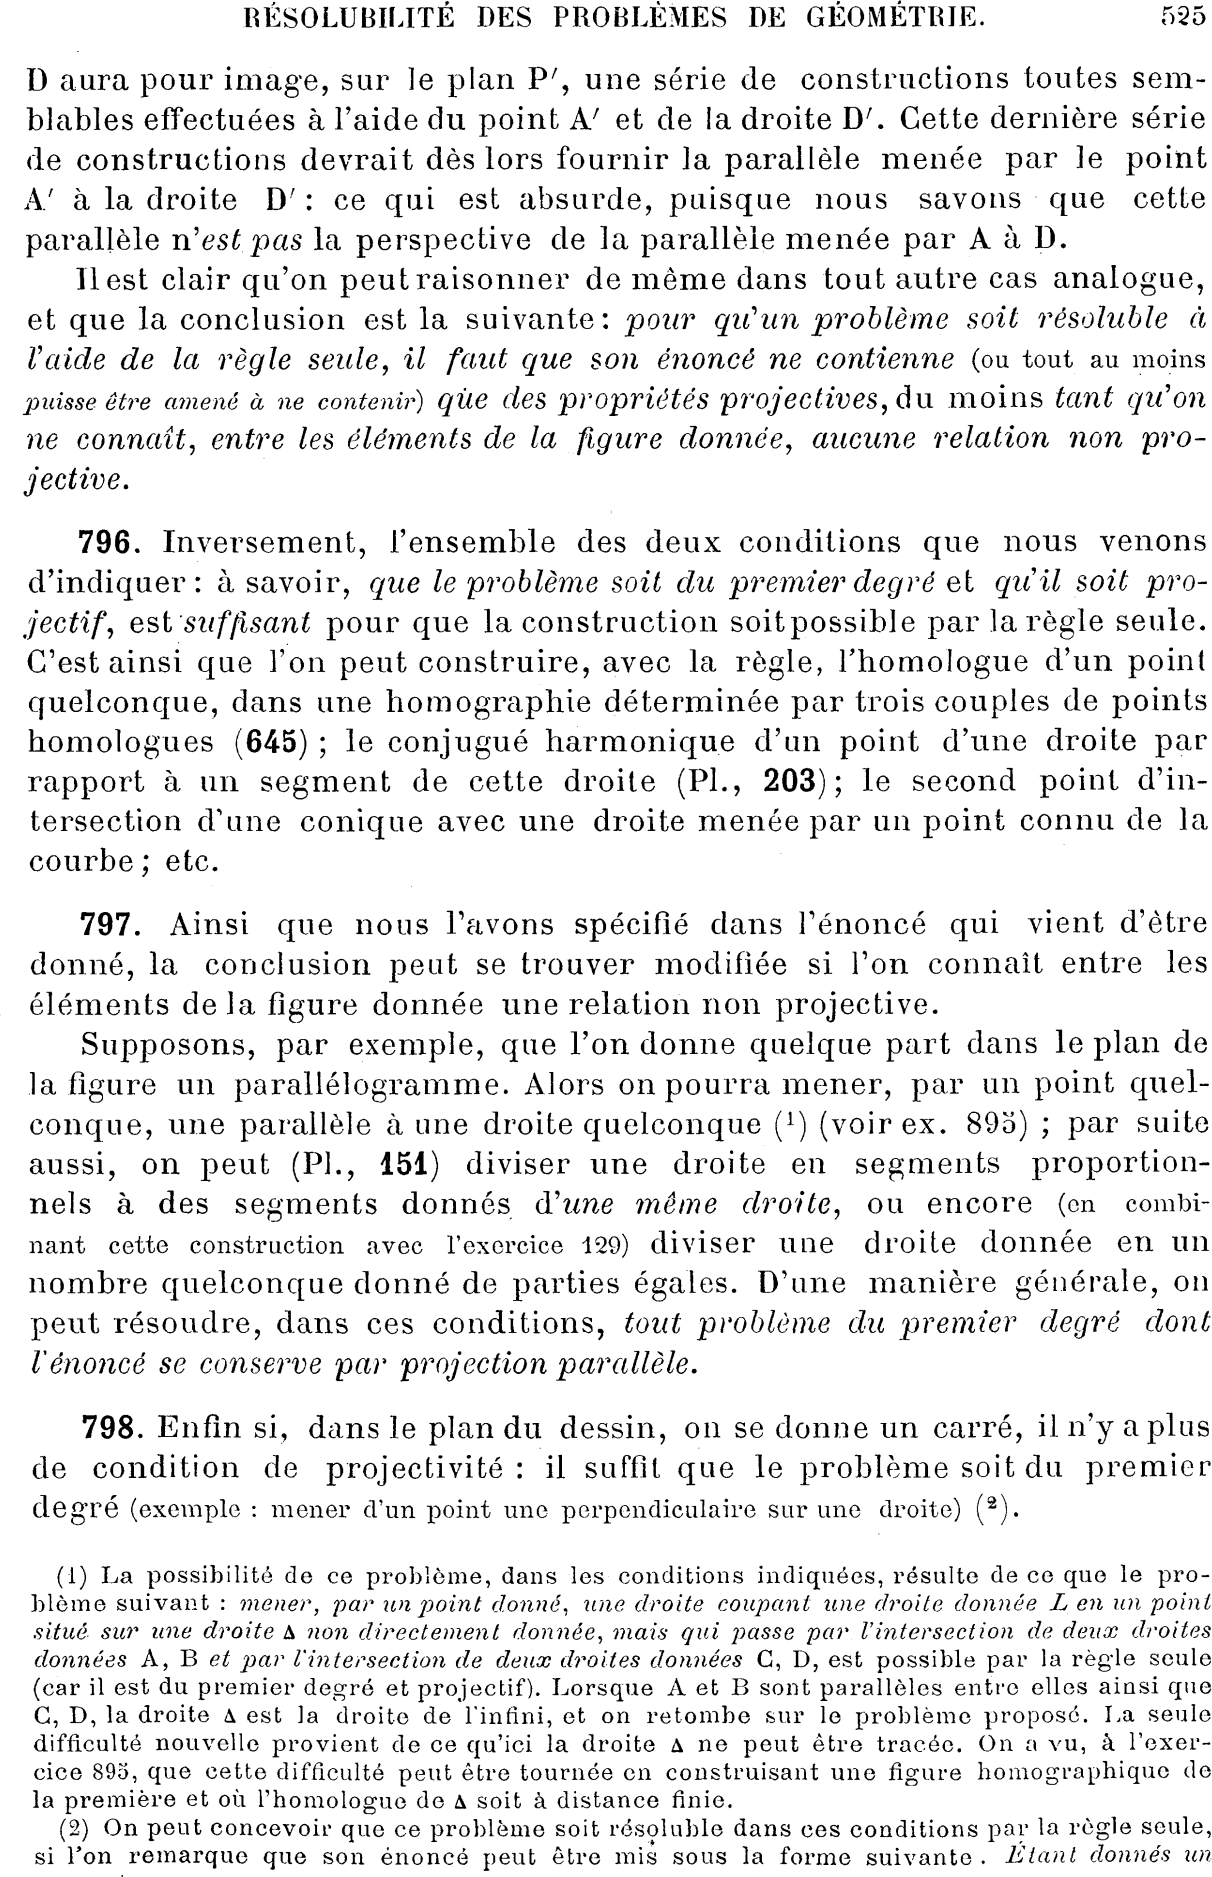 RÉSOLUBILITÉ DES PROBLÈMES DE GÉOMÉTRIE. 525
D aura pour image, sur le plan P′, une série de constructions toutes sem-
blables effectuées à l'aide du point A′ et de la droite D′. Cette dernière série
de constructions devrait dès lors fournir la parallèle menée par le point
A′ à la droite D′ : ce qui est absurde, puisque nous savons que cette
parallèle n'est pas la perspective de la parallèle menée par A à D.
Il est clair qu'on peut raisonner de même dans tout autre cas analogue,
et que la conclusion est la suivante : pour qu'un problème soit résoluble à
l'aide de la règle seule, il faut que son énoncé ne contienne (ou tout au moins
puisse être amené à ne contenir) que des propriétés projectives, du moins tant qu'on
ne connaît, entre les éléments de la figure donnée, aucune relation non pro-
jective.
796. Inversement, l'ensemble des deux conditions que nous venons
d'indiquer : à savoir, que le problème soit du premier degré et qu'il soit pro-
jectif, est suffisant pour que la construction soit possible par la règle seule.
C'est ainsi que l'on peut construire, avec la règle, l'homologue d'un point
quelconque, dans une homographie déterminée par trois couples de points
homologues (645) ; le conjugué harmonique d'un point d'une droite par
rapport à un segment de cette droite (Pl., 203) ; le second point d'in-
tersection d'une conique avec une droite menée par un point connu de la
courbe ; etc.
797. Ainsi que nous l'avons spécifié dans l'énoncé qui vient d'être
donné, la conclusion peut se trouver modifiée si l'on connaît entre les
éléments de la figure donnée une relation non projective.
Supposons, par exemple, que l'on donne quelque part dans le plan de
la figure un parallélogramme. Alors on pourra mener, par un point quel-
conque, une parallèle à une droite quelconque (¹) (voir ex. 895) ; par suite
aussi, on peut (Pl., 151) diviser une droite en segments proportion-
nels à des segments donnés d'une même droite, ou encore (en combi-
nant cette construction avec l'exercice 129) diviser une droite donnée en un
nombre quelconque donné de parties égales. D'une manière générale, on
peut résoudre, dans ces conditions, tout problème du premier degré dont
l'énoncé se conserve par projection parallèle.
798. Enfin si, dans le plan du dessin, on se donne un carré, il n'y a plus
de condition de projectivité : il suffit que le problème soit du premier
degré (exemple : mener d'un point une perpendiculaire sur une droite) (²).
(1) La possibilité de ce problème, dans les conditions indiquées, résulte de ce que le pro-
blème suivant : mener, par un point donné, une droite coupant une droite donnée L en un point
situé sur une droite Δ non directement donnée, mais qui passe par l'intersection de deux droites
données A, B et par l'intersection de deux droites données C, D, est possible par la règle seule
(car il est du premier degré et projectif). Lorsque A et B sont parallèles entre elles ainsi que
C, D, la droite Δ est la droite de l'infini, et on retombe sur le problème proposé. La seule
difficulté nouvelle provient de ce qu'ici la droite Δ ne peut être tracée. On a vu, à l'exer-
cice 895, que cette difficulté peut être tournée en construisant une figure homographique de
la première et où l'homologue de Δ soit à distance finie.
(2) On peut concevoir que ce problème soit résoluble dans ces conditions par la règle seule,
si l'on remarque que son énoncé peut être mis sous la forme suivante. Étant donnés un